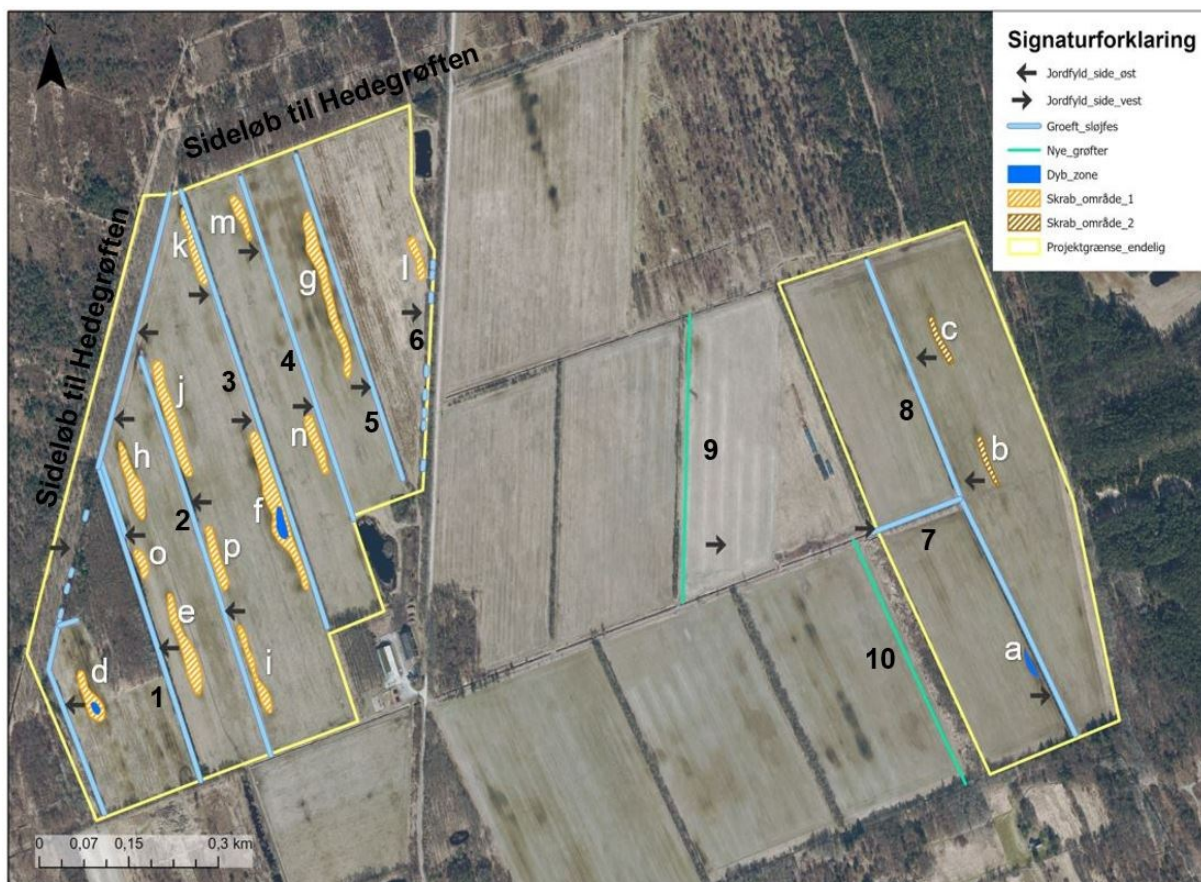 N
Sideløb til Hedegrøften
Sideløb til Hedegrøften
Signaturforklaring
Jordfyld_side_øst
Jordfyld_side_vest
Groeft_sløjfes
Nye_grøfter
Dyb_zone
Skrab_område_1
Skrab_område_2
Projektgrænse_endelig
k
m
g
l
6
j
3
4
5
h
n
2
f
o
p
e
i
d
1
c
8
b
9
7
a
10
0 0,07 0,15 0,3 km